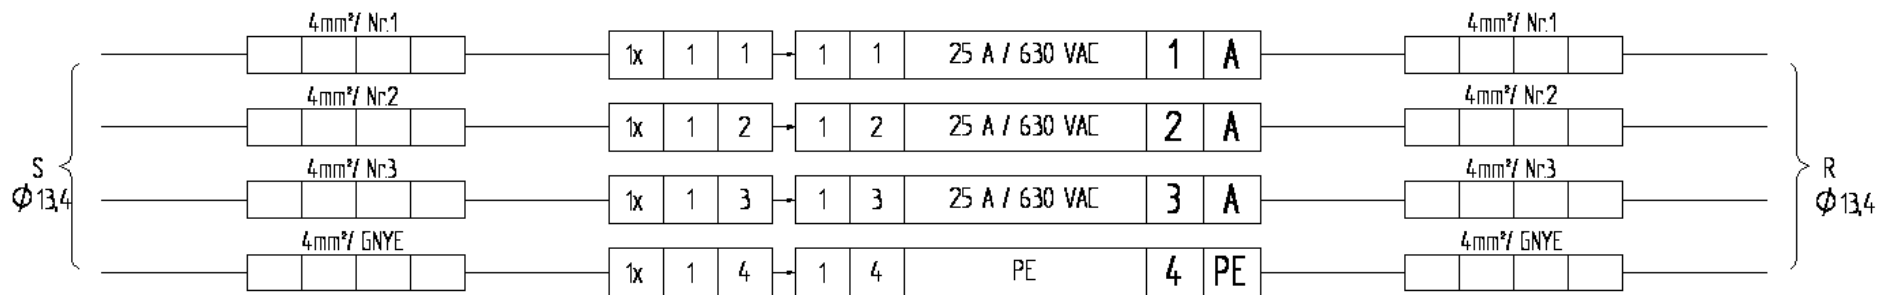 4mm²/ Nr.1 4mm²/ Nr.1
1x 1 1 1 1 25 A / 630 VAC 1 A
4mm²/ Nr.2 4mm²/ Nr.2
1x 1 2 1 2 25 A / 630 VAC 2 A
S R
4mm²/ Nr.3 4mm²/ Nr.3
Φ13,4 1x 1 3 1 3 25 A / 630 VAC 3 A Φ13,4
4mm²/ GNYE 4mm²/ GNYE
1x 1 4 1 4 PE 4 PE